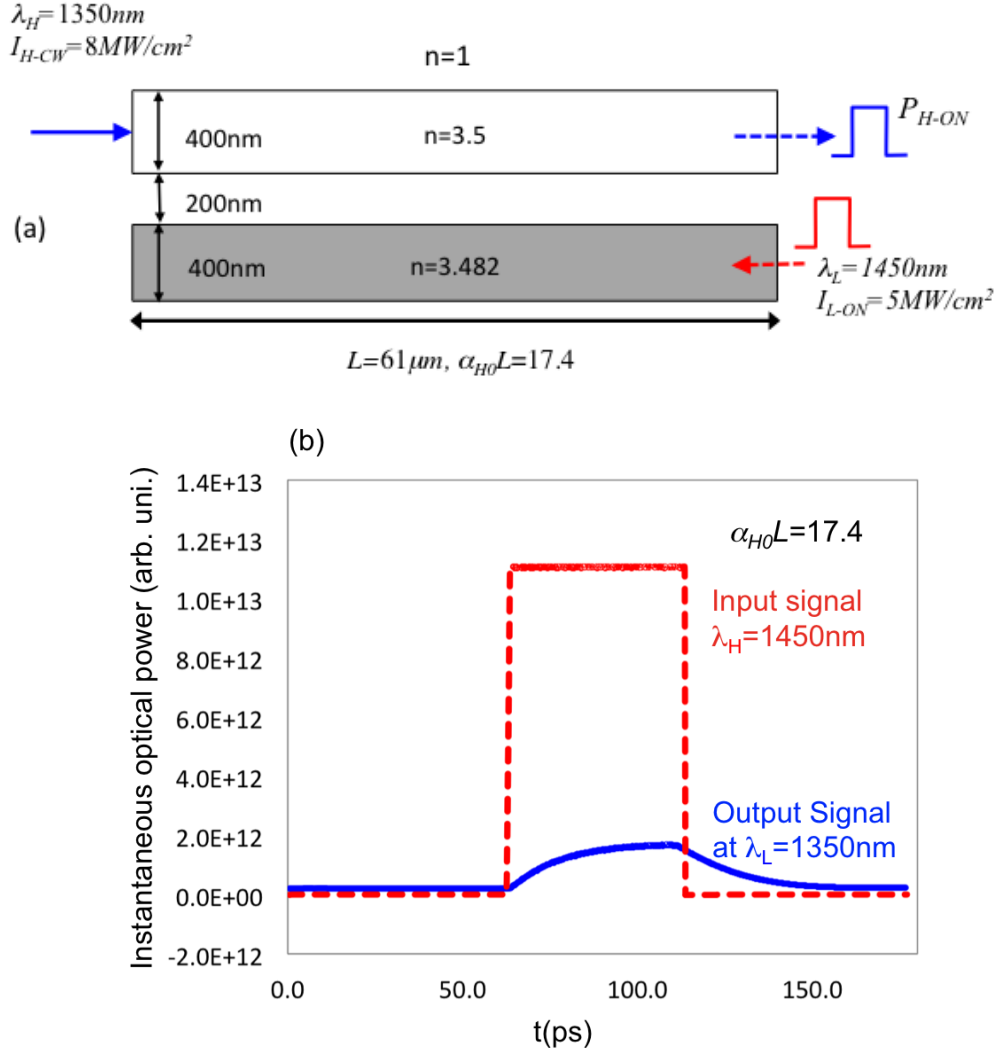 λH=1350nm
IH-CW=8MW/cm²
n=1
400nm
n=3.5
PH-ON
200nm
(a)
400nm
n=3.482
λL=1450nm
IL-ON=5MW/cm²
L=61μm, αH0L=17.4
(b)
Instantaneous optical power (arb. uni.)
1.4E+13
1.2E+13
1.0E+13
8.0E+12
6.0E+12
4.0E+12
2.0E+12
0.0E+00
-2.0E+12
αH0L=17.4
Input signal
λH=1450nm
Output Signal
at λL=1350nm
0.0
50.0
100.0
150.0
t(ps)